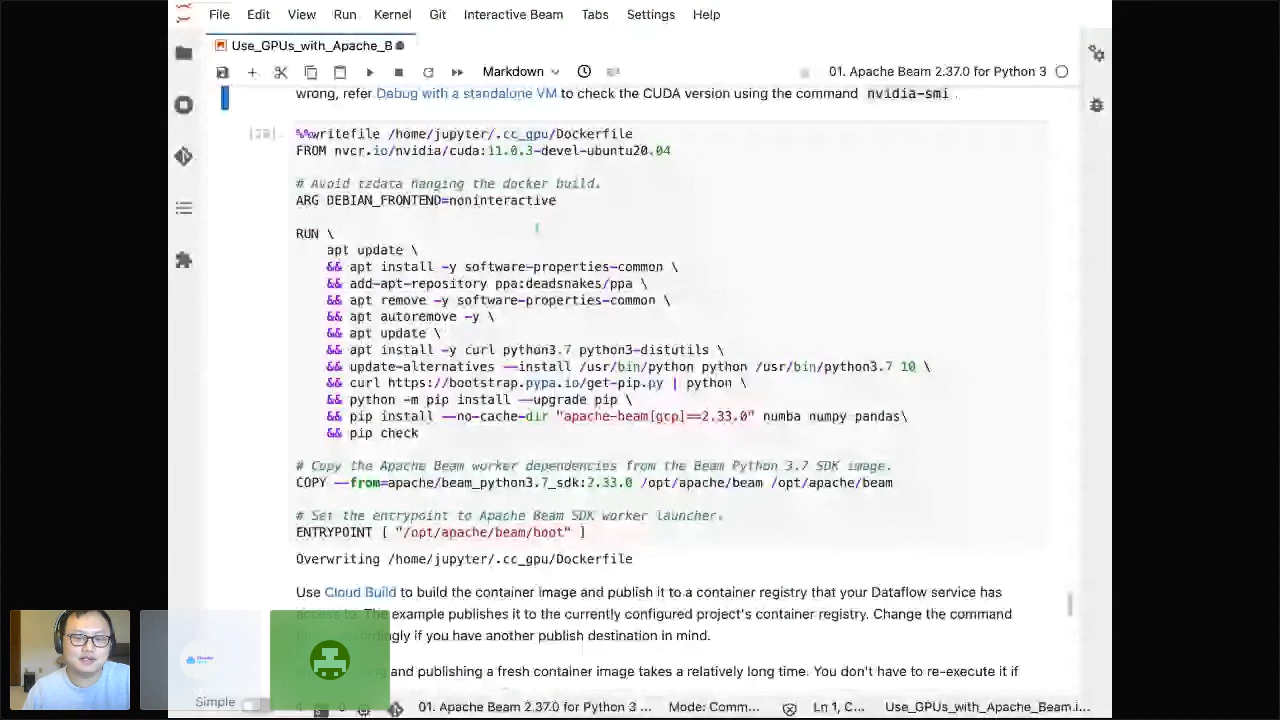 File Edit View Run Kernel Git Interactive Beam Tabs Settings Help
Use_GPUs_with_Apache_B
Markdown 01. Apache Beam 2.37.0 for Python 3
wrong, refer Debug with a standalone VM to check the CUDA version using the command nvidia-smi .
%%writefile /home/jupyter/.cc_gpu/Dockerfile
FROM nvcr.io/nvidia/cuda:11.0.3-devel-ubuntu20.04
# Avoid tzdata hanging the docker build.
ARG DEBIAN_FRONTEND=noninteractive
RUN \
apt update \
&& apt install -y software-properties-common \
&& add-apt-repository ppa:deadsnakes/ppa \
&& apt remove -y software-properties-common \
&& apt autoremove -y \
&& apt update \
&& apt install -y curl python3.7 python3-distutils \
&& update-alternatives --install /usr/bin/python python /usr/bin/python3.7 10 \
&& curl https://bootstrap.pypa.io/get-pip.py | python \
&& python -m pip install --upgrade pip \
&& pip install --no-cache-dir "apache-beam[gcp]==2.33.0" numba numpy pandas\
&& pip check
# Copy the Apache Beam worker dependencies from the Beam Python 3.7 SDK image.
COPY --from=apache/beam_python3.7_sdk:2.33.0 /opt/apache/beam /opt/apache/beam
# Set the entrypoint to Apache Beam SDK worker launcher.
ENTRYPOINT [ "/opt/apache/beam/boot" ]
Overwriting /home/jupyter/.cc_gpu/Dockerfile
Use Cloud Build to build the container image and publish it to a container registry that your Dataflow service has
access to. The example publishes it to the currently configured project's container registry. Change the command
accordingly if you have another publish destination in mind.
and publishing a fresh container image takes a relatively long time. You don't have to re-execute it if
Simple 01. Apache Beam 2.37.0 for Python 3 ... Mode: Comm... Ln 1, C... Use_GPUs_with_Apache_Beam.i...